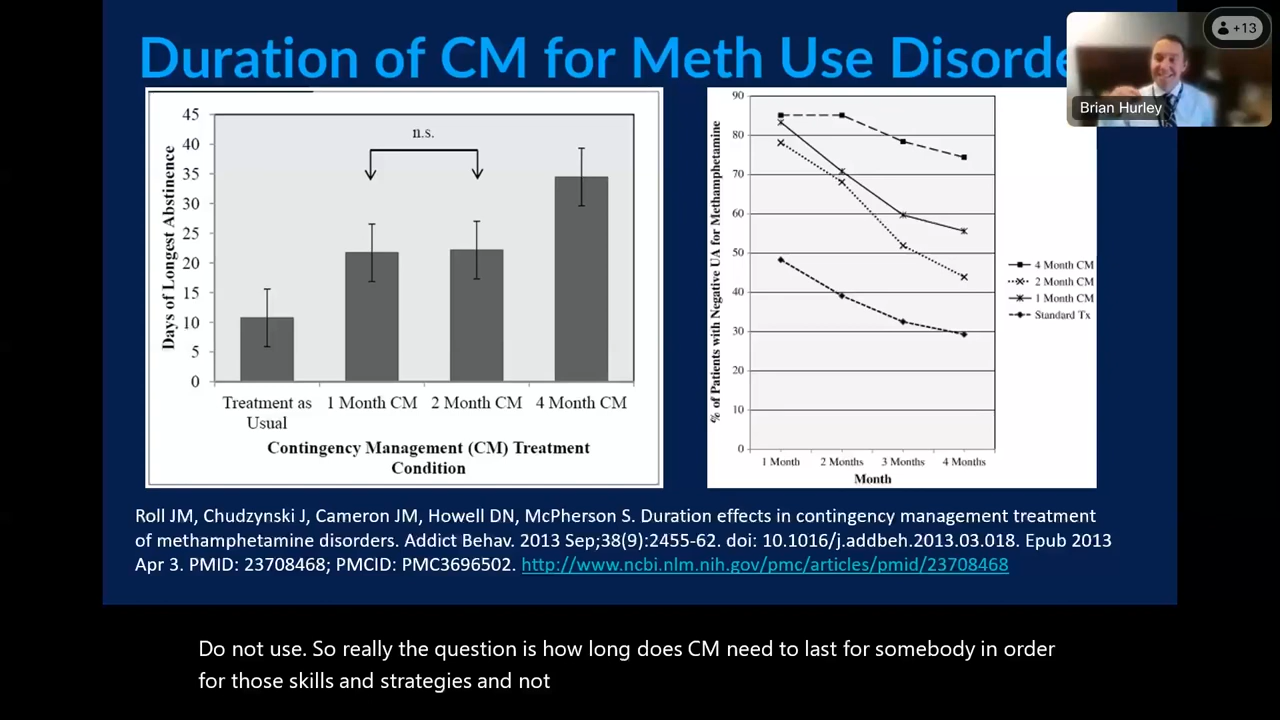 Duration of CM for Meth Use Disorde
+13
Brian Hurley
45
40
35
30
25
20
15
10
5
0
Days of Longest Abstinence
n.s.
Treatment as
Usual
1 Month CM
2 Month CM
4 Month CM
Contingency Management (CM) Treatment
Condition
90
80
70
60
50
40
30
20
10
0
% of Patients with Negative UA for Methamphetamine
1 Month
2 Months
3 Months
4 Months
Month
4 Month CM
2 Month CM
1 Month CM
Standard Tx
Roll JM, Chudzynski J, Cameron JM, Howell DN, McPherson S. Duration effects in contingency management treatment
of methamphetamine disorders. Addict Behav. 2013 Sep;38(9):2455-62. doi: 10.1016/j.addbeh.2013.03.018. Epub 2013
Apr 3. PMID: 23708468; PMCID: PMC3696502. http://www.ncbi.nlm.nih.gov/pmc/articles/pmid/23708468
Do not use. So really the question is how long does CM need to last for somebody in order
for those skills and strategies and not